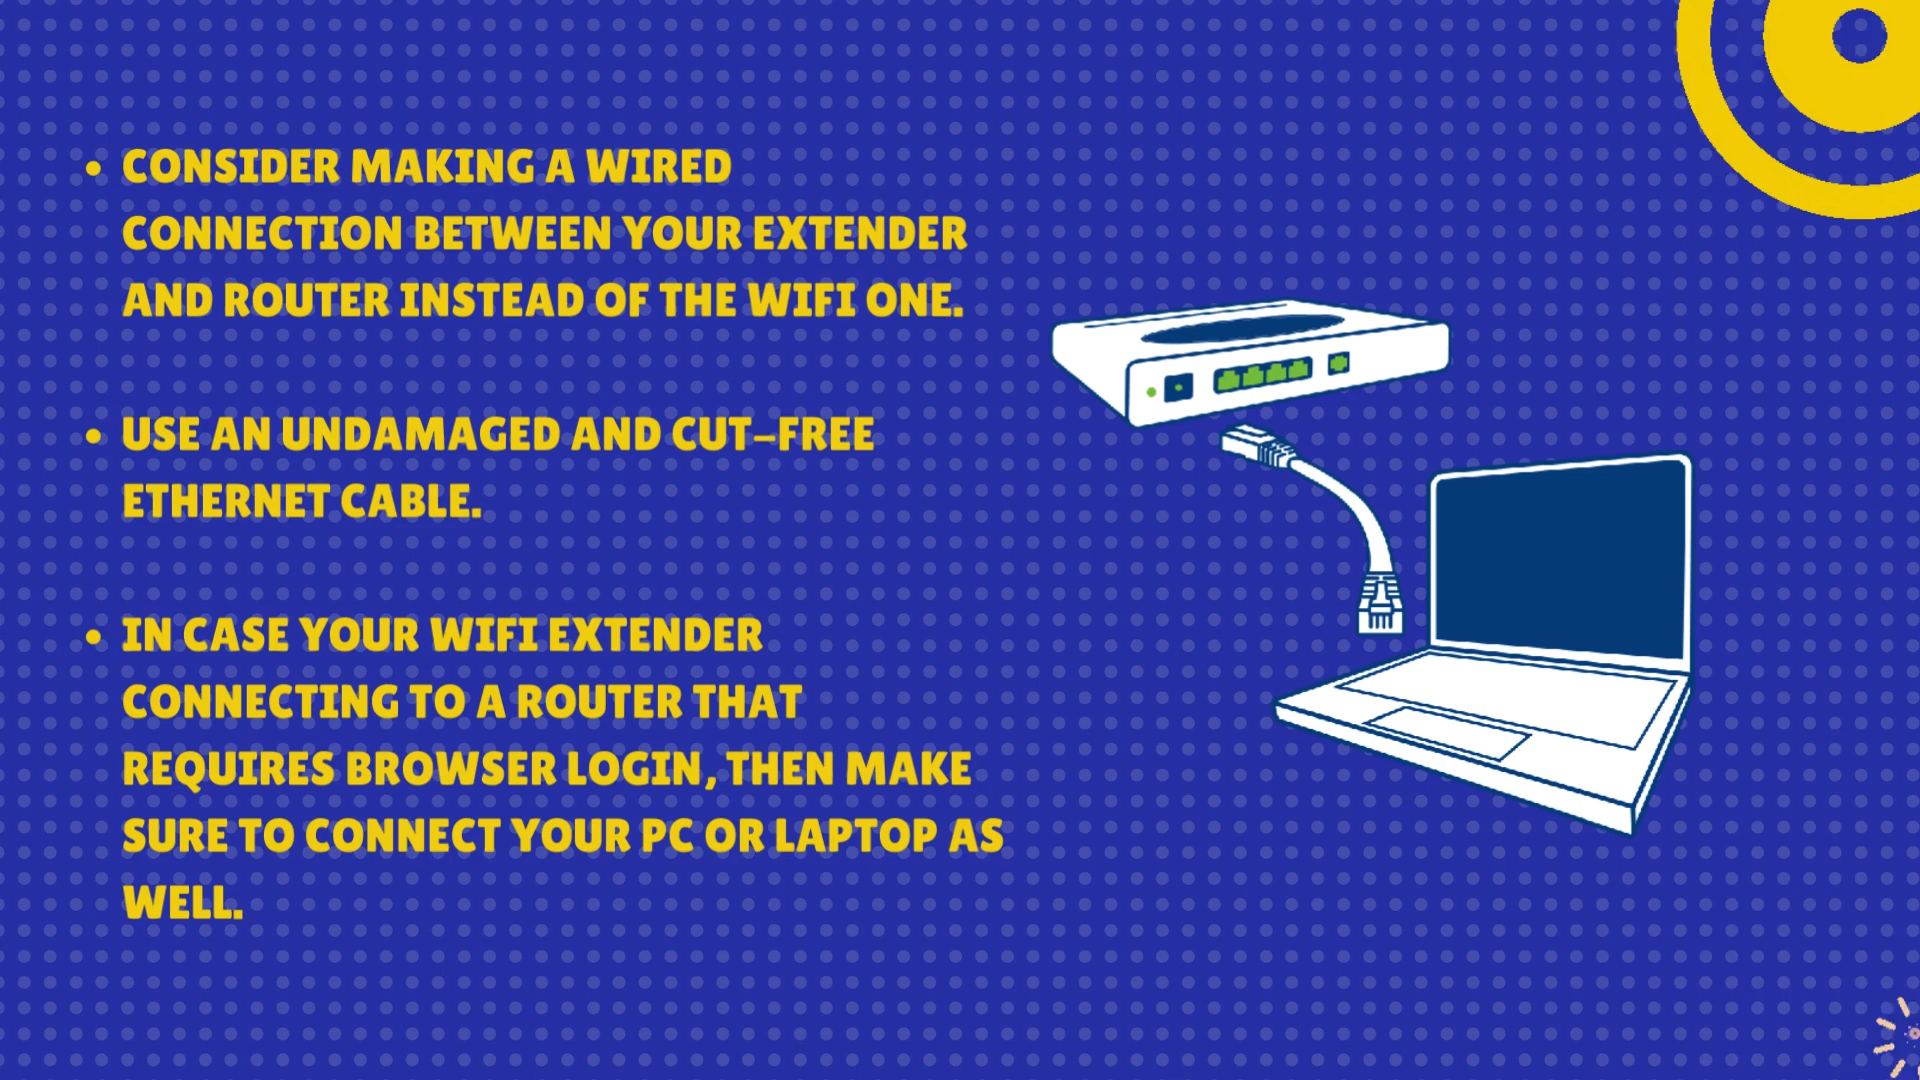 • CONSIDER MAKING A WIRED
CONNECTION BETWEEN YOUR EXTENDER
AND ROUTER INSTEAD OF THE WIFI ONE.
• USE AN UNDAMAGED AND CUT-FREE
ETHERNET CABLE.
• IN CASE YOUR WIFI EXTENDER
CONNECTING TO A ROUTER THAT
REQUIRES BROWSER LOGIN, THEN MAKE
SURE TO CONNECT YOUR PC OR LAPTOP AS
WELL.